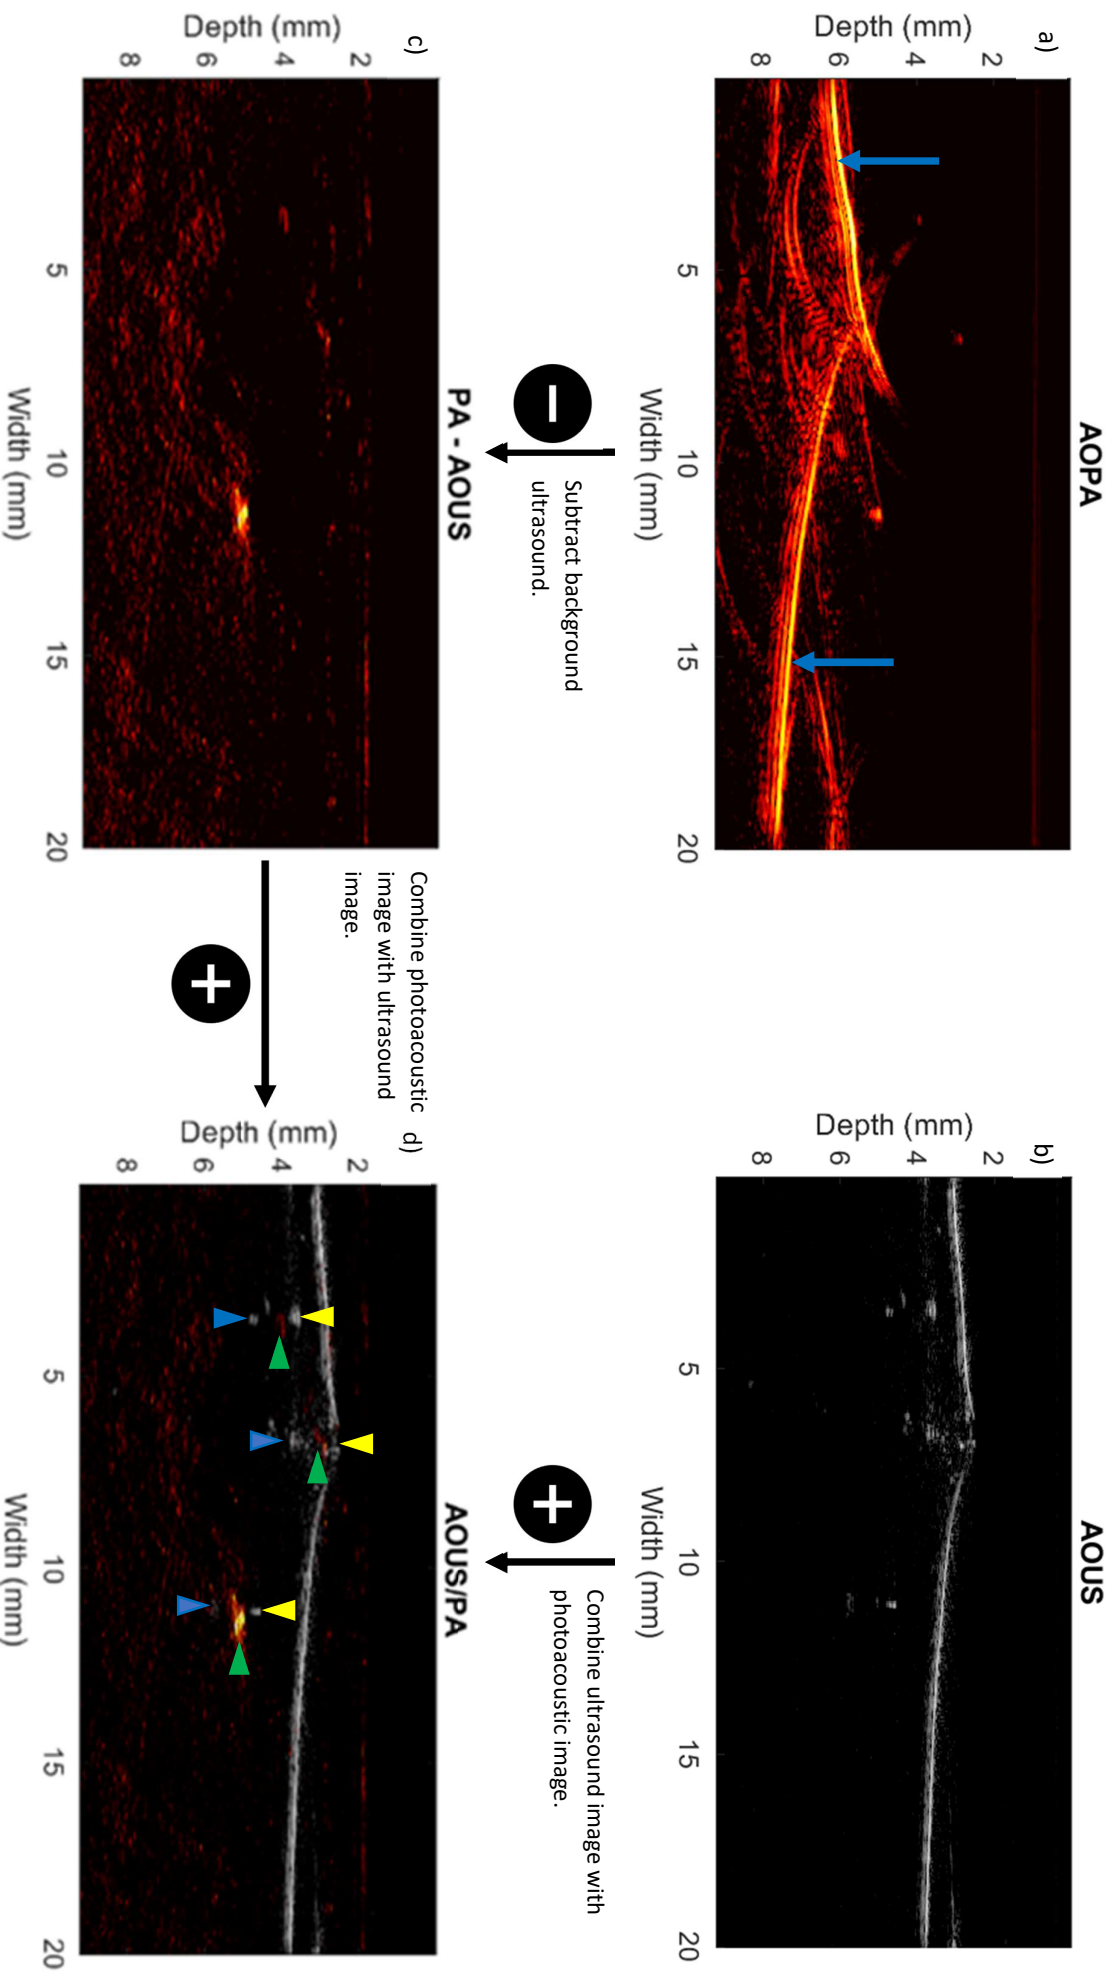 a)
AOPA
Depth (mm)
2
4
6
8
5
10
15
20
Width (mm)
b)
AOUS
Depth (mm)
2
4
6
8
5
10
15
20
Width (mm)
Subtract background
ultrasound.
Combine ultrasound image with
photoacoustic image.
c)
PA - AOUS
Depth (mm)
2
4
6
8
5
10
15
20
Width (mm)
Combine photoacoustic
image with ultrasound
image.
d)
AOUS/PA
Depth (mm)
2
4
6
8
5
10
15
20
Width (mm)